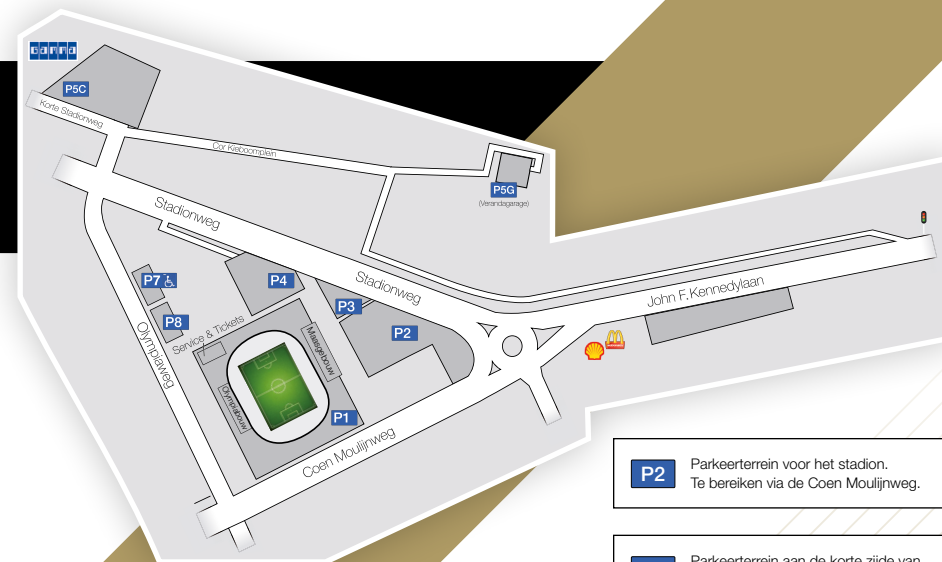 GAMMA
P5C
Korte Stadionweg
Cor Kieboomplein
P5G
(Verandagarage)
Stadionweg
P7
P4
Stadionweg
John F. Kennedylaan
P3
P8
P2
Service & Tickets
Maasgebouw
Olympiaweg
Olympiabouw
P1
Coen Moulijnweg
P2
Parkeerterrein voor het stadion.
Te bereiken via de Coen Moulijnweg.
Parkeerterrein aan de korte zijde van